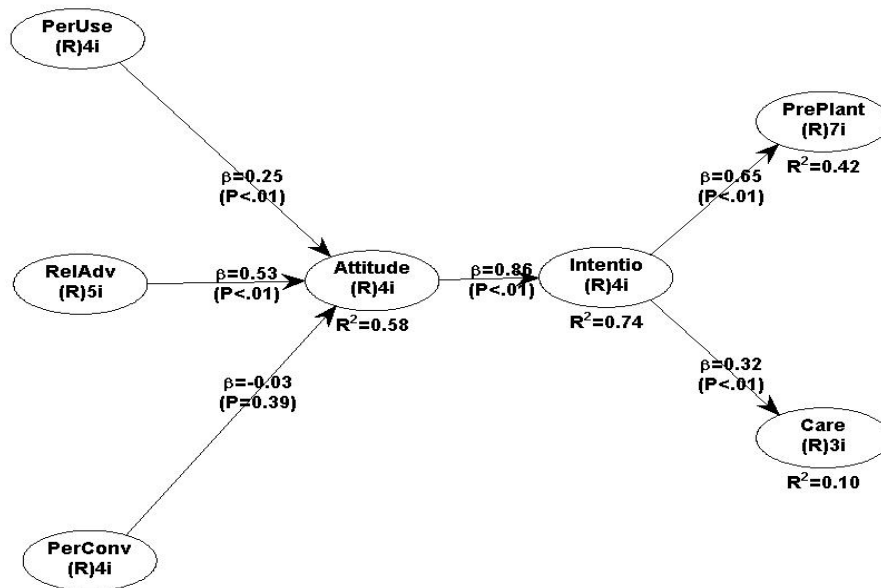 PerUse
(R)4i
PrePlant
(R)7i
R²=0.42
β=0.25
(P<.01)
β=0.65
(P<.01)
RelAdv
(R)5i
β=0.53
(P<.01)
Attitude
(R)4i
R²=0.58
β=0.86
(P<.01)
Intentio
(R)4i
R²=0.74
β=-0.03
(P=0.39)
β=0.32
(P<.01)
Care
(R)3i
R²=0.10
PerConv
(R)4i